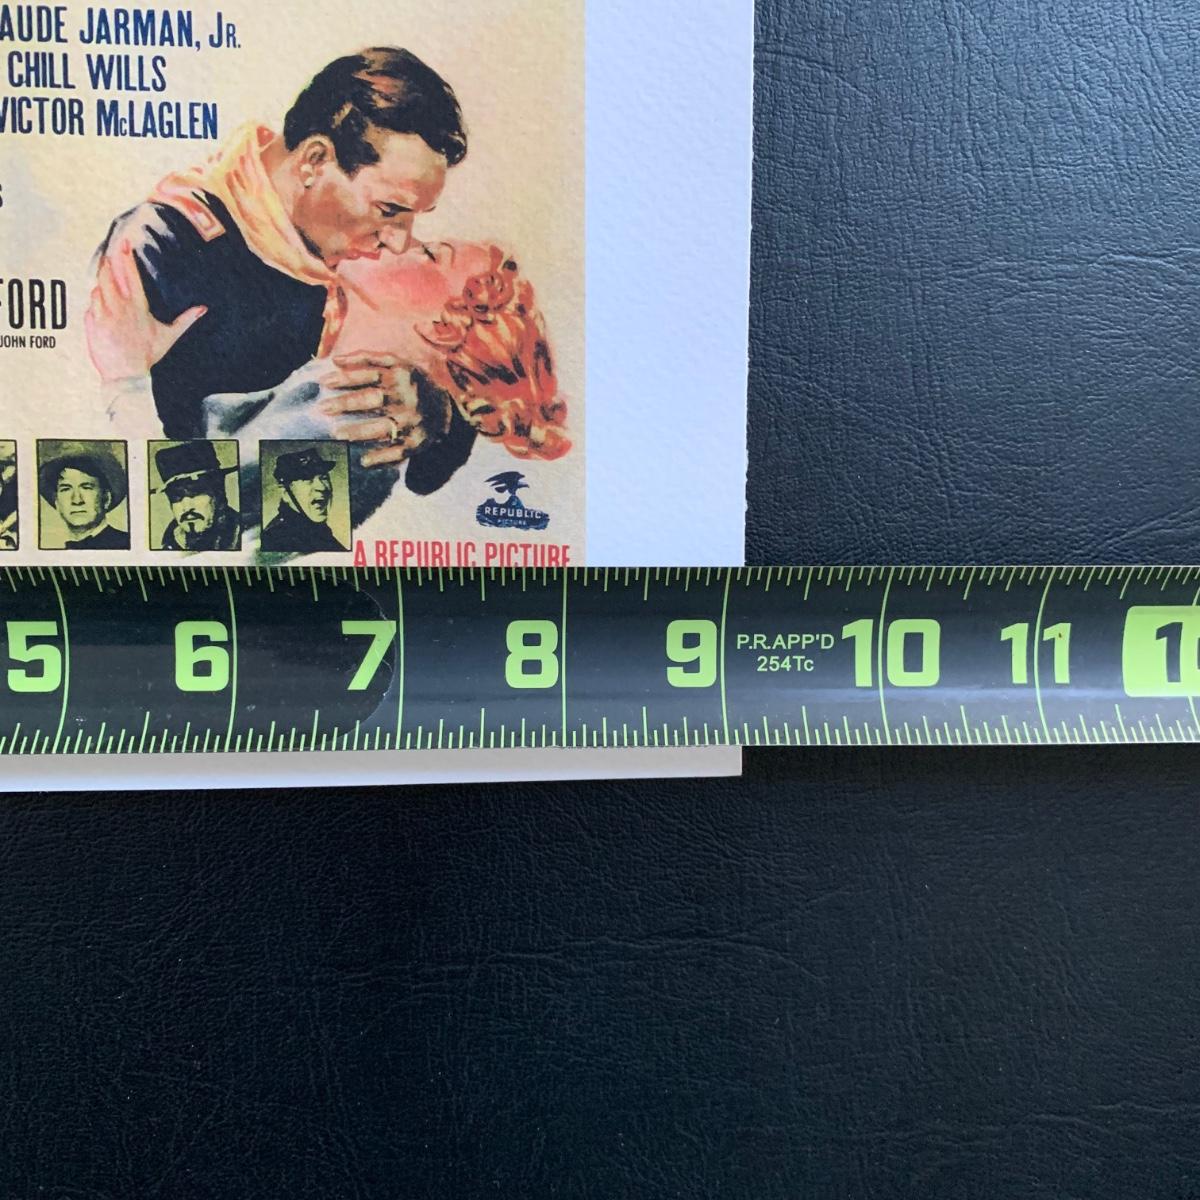 AUDE JARMAN, JR.
CHILL WILLS
VICTOR McLAGLEN
S
FORD
JOHN FORD
REPUBLIC
PICTURE
A REPUBLIC PICTURE
5 6 7 8 9 P.R.APP'D 10 11
254Tc